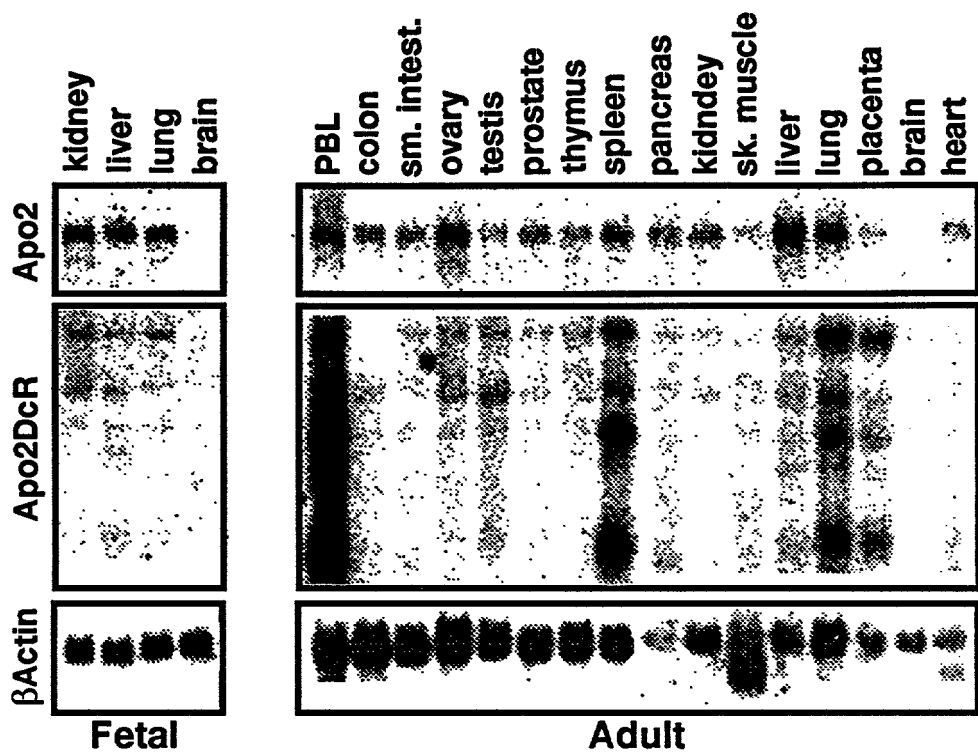 kidney
liver
lung
brain
PBL
colon
sm. intest.
ovary
testis
prostate
thymus
spleen
pancreas
kidndey
sk. muscle
liver
lung
placenta
brain
heart
Apo2
Apo2DcR
βActin
Fetal
Adult